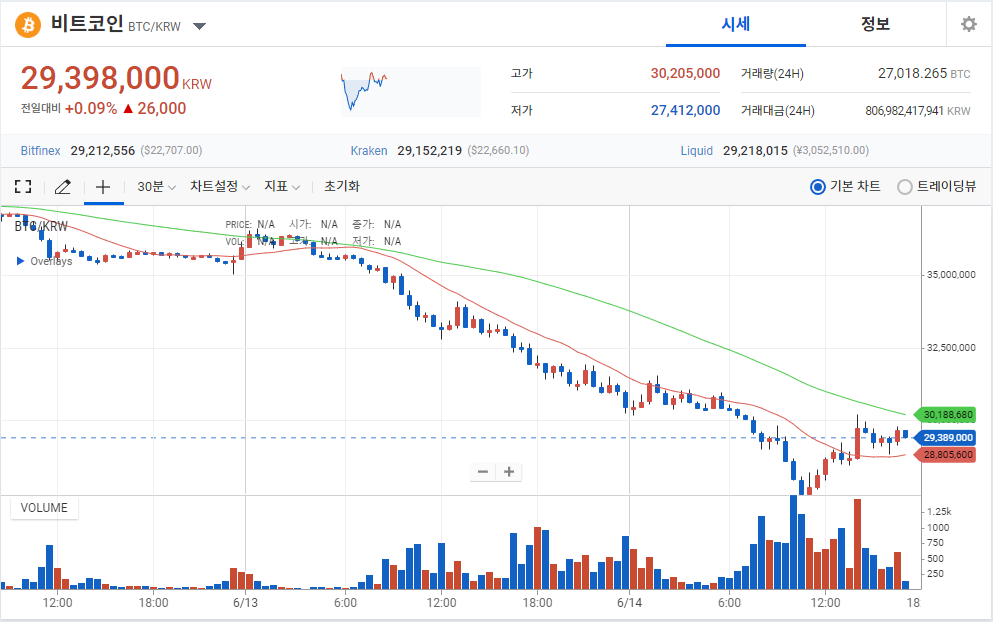 비트코인 BTC/KRW
시세
정보
29,398,000 KRW
전일대비 +0.09% ▲ 26,000
고가 30,205,000
거래량(24H) 27,018.265 BTC
저가 27,412,000
거래대금(24H) 806,982,417,941 KRW
Bitfinex 29,212,556 ($22,707.00)
Kraken 29,152,219 ($22,660.10)
Liquid 29,218,015 (¥3,052,510.00)
30분 차트설정 지표 초기화
기본 차트 트레이딩뷰
BTC/KRW
PRICE: N/A 시가: N/A 종가: N/A
VOL: N/A 고가: N/A 저가: N/A
▶ Overlays
35,000,000
32,500,000
30,188,680
29,389,000
28,805,600
VOLUME
1.25k
1000
750
500
250
12:00 18:00 6/13 6:00 12:00 18:00 6/14 6:00 12:00 18